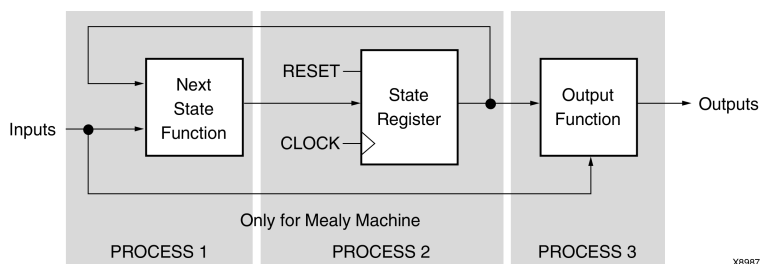 Inputs
Next
State
Function
RESET
CLOCK
State
Register
Output
Function
Outputs
Only for Mealy Machine
PROCESS 1
PROCESS 2
PROCESS 3
X8987